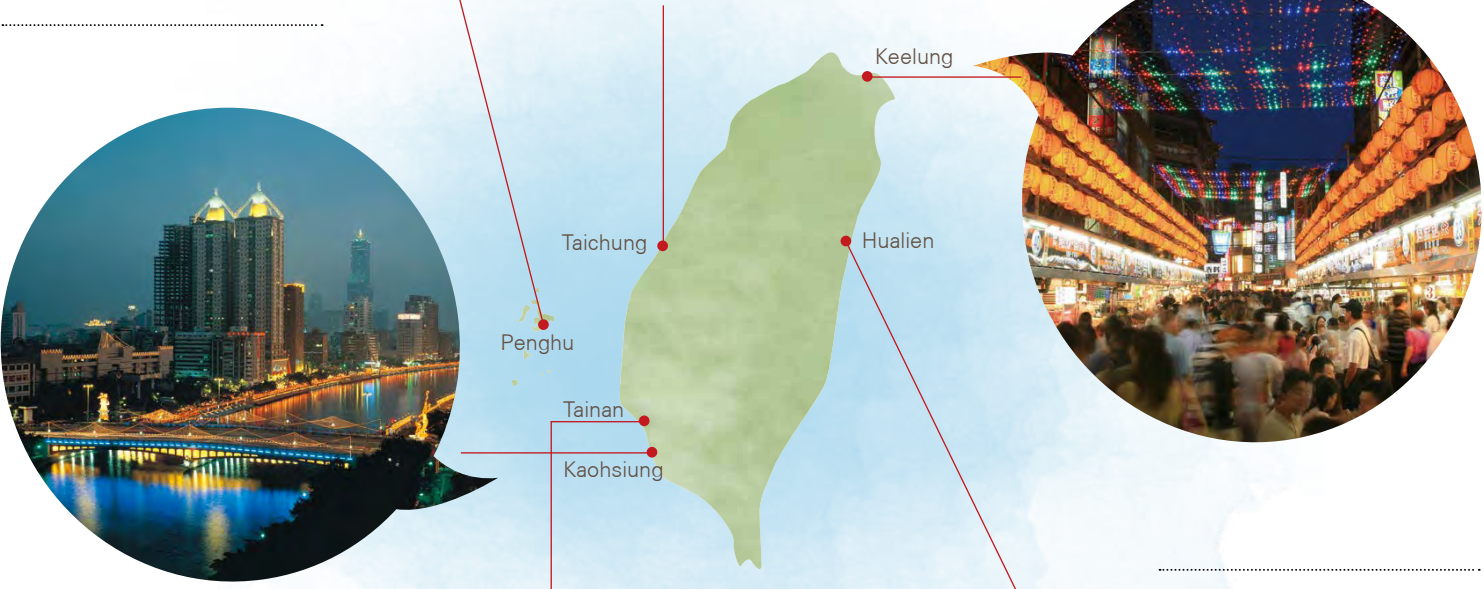 Keelung
Taichung
Hualien
Penghu
Tainan
Kaohsiung